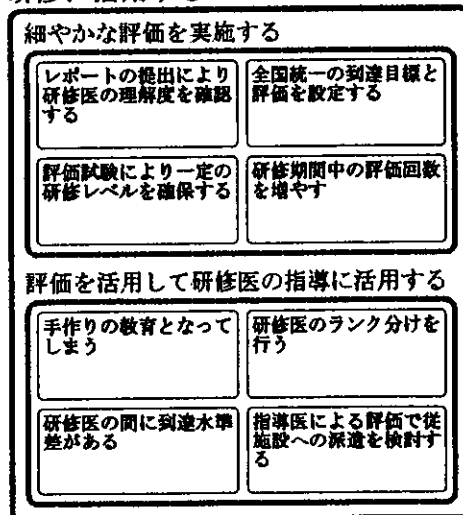 細やかな評価を実施する
レポートの提出により
研修医の理解度を確認
する
全国統一の到達目標と
評価を設定する
評価試験により一定の
研修レベルを確保する
研修期間中の評価回数
を増やす
評価を活用して研修医の指導に活用する
手作りの教育となって
しまう
研修医のランク分けを
行う
研修医の間に到達水準
差がある
指導医による評価で従
施設への派遣を検討す
る